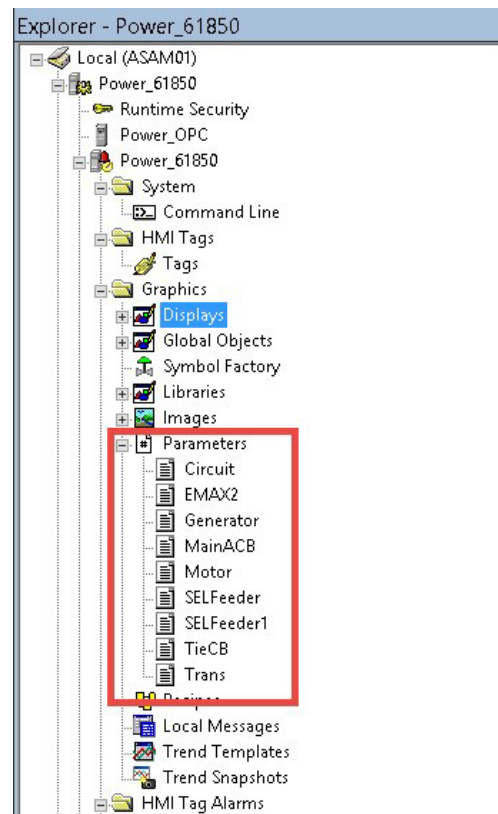 Explorer - Power_61850
Local (ASAM01)
Power_61850
Runtime Security
Power_OPC
Power_61850
System
Command Line
HMI Tags
Tags
Graphics
Displays
Global Objects
Symbol Factory
Libraries
Images
Parameters
Circuit
EMAX2
Generator
MainACB
Motor
SELFeeder
SELFeeder1
TieCB
Trans
Recipes
Local Messages
Trend Templates
Trend Snapshots
HMI Tag Alarms